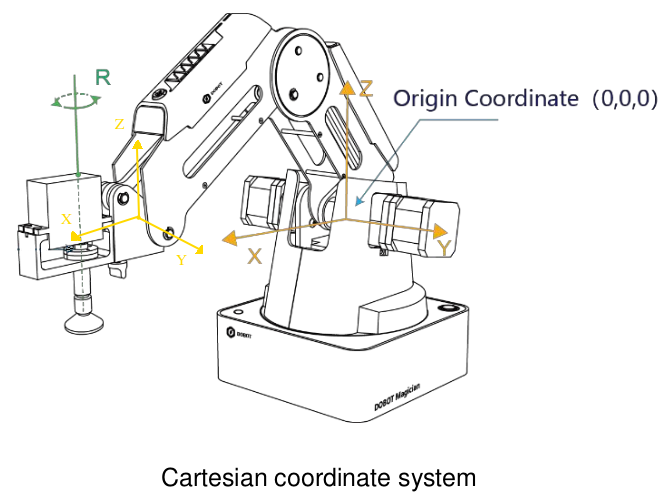 R
Z
Origin Coordinate（0,0,0)
DOBOT
Z
X
Y
X
Y
DOBOT
DOBOT Magician
Cartesian coordinate system